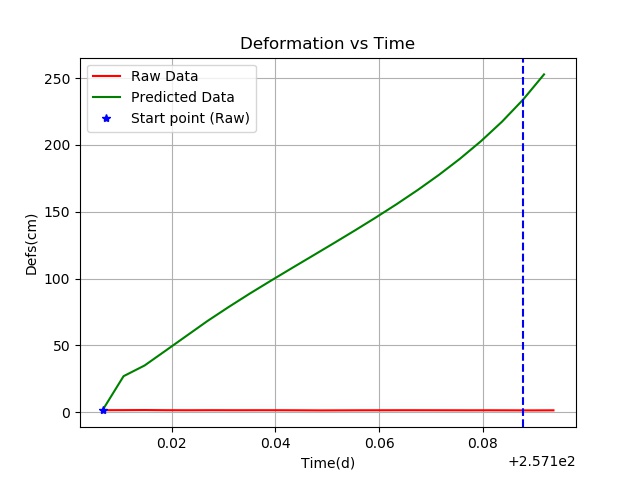 Deformation vs Time
Raw Data
Predicted Data
Start point (Raw)
250
200
150
100
50
0
Defs(cm)
0.02 0.04 0.06 0.08
Time(d)
+2.571e2